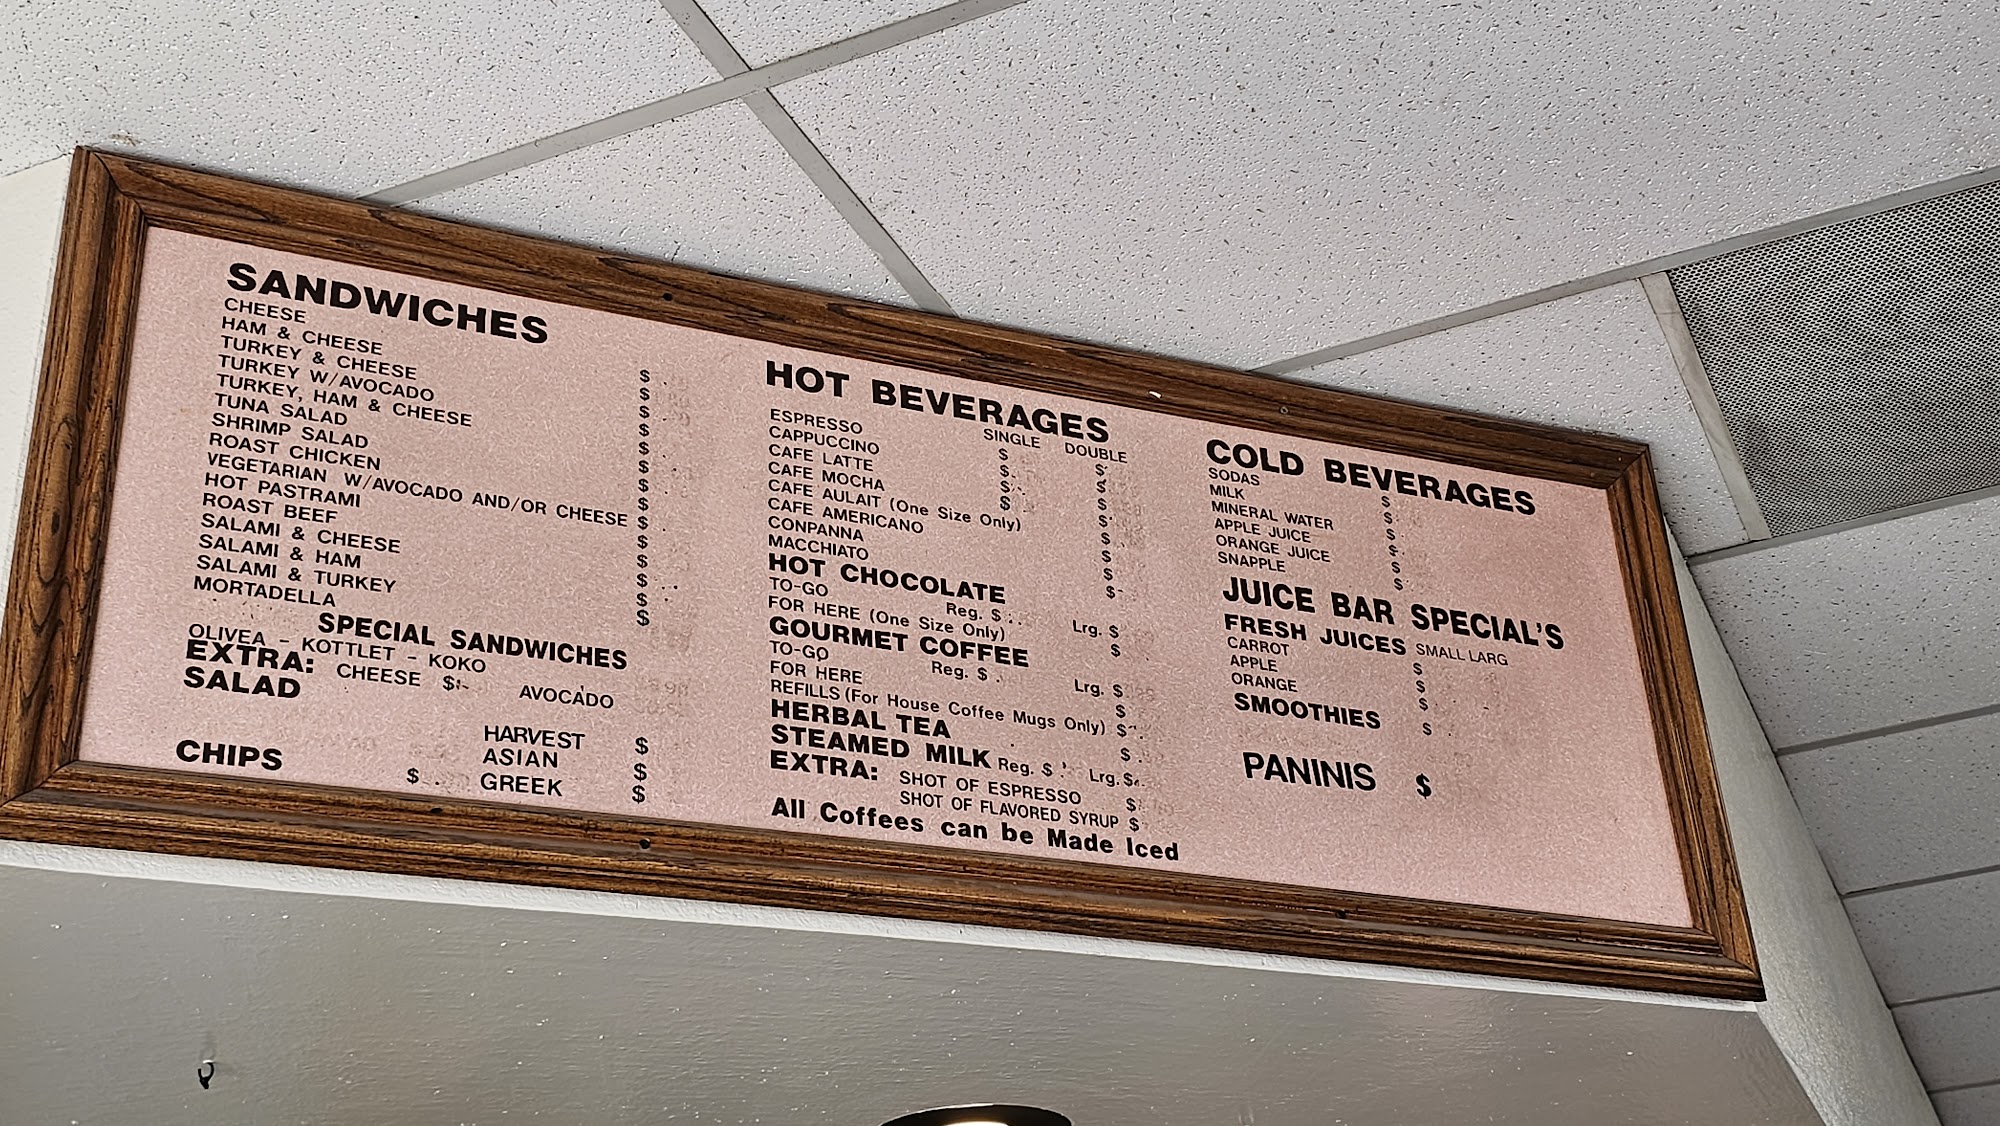 SANDWICHES
CHEESE
HAM & CHEESE $
TURKEY & CHEESE $
TURKEY W/AVOCADO $
TURKEY, HAM & CHEESE $
TUNA SALAD $
SHRIMP SALAD $
ROAST CHICKEN $
VEGETARIAN W/AVOCADO AND/OR CHEESE $
HOT PASTRAMI $
ROAST BEEF $
SALAMI & CHEESE $
SALAMI & HAM $
SALAMI & TURKEY $
MORTADELLA $
SPECIAL SANDWICHES
OLIVEA - KOTTLET - KOKO
EXTRA: CHEESE $ AVOCADO
SALAD
HARVEST $
ASIAN $
GREEK $
CHIPS $
HOT BEVERAGES
SINGLE DOUBLE
ESPRESSO $ $
CAPPUCCINO $ $
CAFE LATTE $ $
CAFE MOCHA $ $
CAFE AULAIT (One Size Only) $
CAFE AMERICANO $
CONPANNA $
MACCHIATO $
HOT CHOCOLATE
TO-GO Reg. $ Lrg. $
FOR HERE (One Size Only) $
GOURMET COFFEE
TO-GO Reg. $ Lrg. $
FOR HERE $
REFILLS (For House Coffee Mugs Only) $
HERBAL TEA $
STEAMED MILK Reg. $ Lrg. $
EXTRA: SHOT OF ESPRESSO $
SHOT OF FLAVORED SYRUP $
All Coffees can be Made Iced
COLD BEVERAGES
SODAS $
MILK $
MINERAL WATER $
APPLE JUICE $
ORANGE JUICE $
SNAPPLE $
JUICE BAR SPECIAL'S
FRESH JUICES SMALL LARG
CARROT $
APPLE $
ORANGE $
SMOOTHIES $
PANINIS $